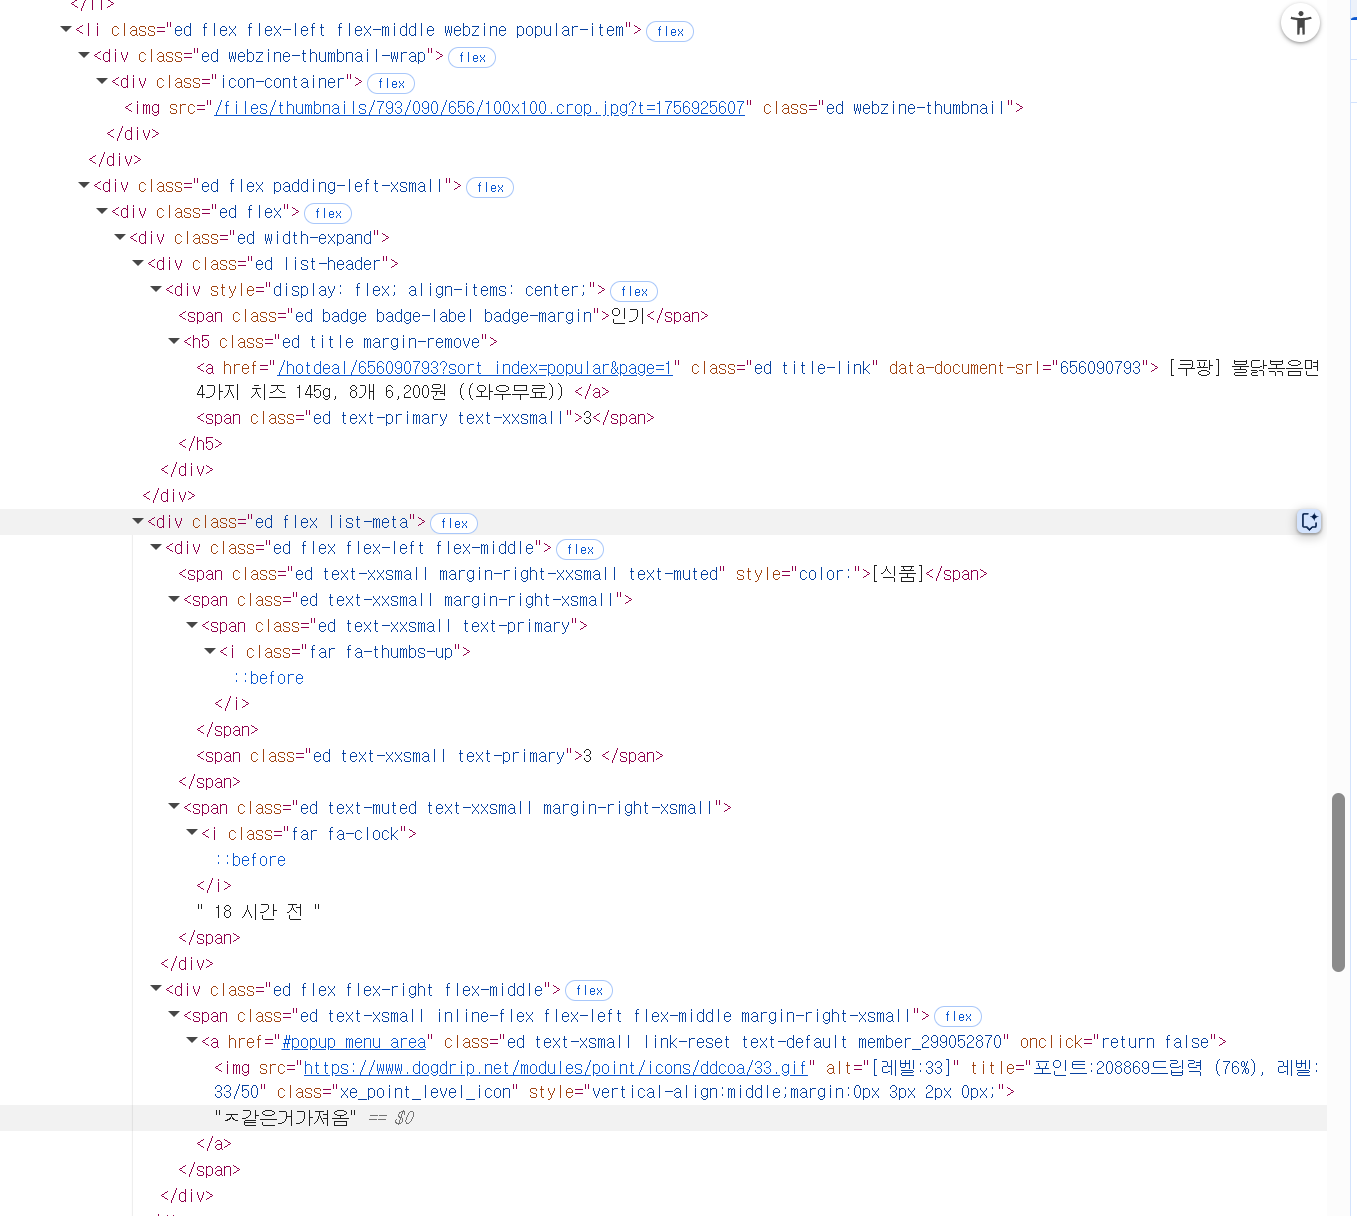 </li>
<li class="ed flex flex-left flex-middle webzine popular-item"> flex
<div class="ed webzine-thumbnail-wrap"> flex
<div class="icon-container"> flex
<img src="/files/thumbnails/793/090/656/100x100.crop.jpg?t=1756925607" class="ed webzine-thumbnail">
</div>
</div>
<div class="ed flex padding-left-xsmall"> flex
<div class="ed flex"> flex
<div class="ed width-expand">
<div class="ed list-header">
<div style="display: flex; align-items: center;"> flex
<span class="ed badge badge-label badge-margin">인기</span>
<h5 class="ed title margin-remove">
<a href="/hotdeal/656090793?sort_index=popular&page=1" class="ed title-link" data-document-srl="656090793"> [쿠팡] 불닭볶음면
4가지 치즈 145g, 8개 6,200원 ((와우무료)) </a>
<span class="ed text-primary text-xxsmall">3</span>
</h5>
</div>
</div>
<div class="ed flex list-meta"> flex
<div class="ed flex flex-left flex-middle"> flex
<span class="ed text-xxsmall margin-right-xxsmall text-muted" style="color:">[식품]</span>
<span class="ed text-xxsmall margin-right-xsmall">
<span class="ed text-xxsmall text-primary">
<i class="far fa-thumbs-up">
::before
</i>
</span>
<span class="ed text-xxsmall text-primary">3 </span>
</span>
<span class="ed text-muted text-xxsmall margin-right-xsmall">
<i class="far fa-clock">
::before
</i>
" 18 시간 전 "
</span>
</div>
<div class="ed flex flex-right flex-middle"> flex
<span class="ed text-xsmall inline-flex flex-left flex-middle margin-right-xsmall"> flex
<a href="#popup_menu_area" class="ed text-xsmall link-reset text-default member_299052870" onclick="return false">
<img src="https://www.dogdrip.net/modules/point/icons/ddcoa/33.gif" alt="[레벨:33]" title="포인트:208869드립력 (76%), 레벨:
33/50" class="xe_point_level_icon" style="vertical-align:middle;margin:0px 3px 2px 0px;">
"ㅈ같은거가져옴" == $0
</a>
</span>
</div>